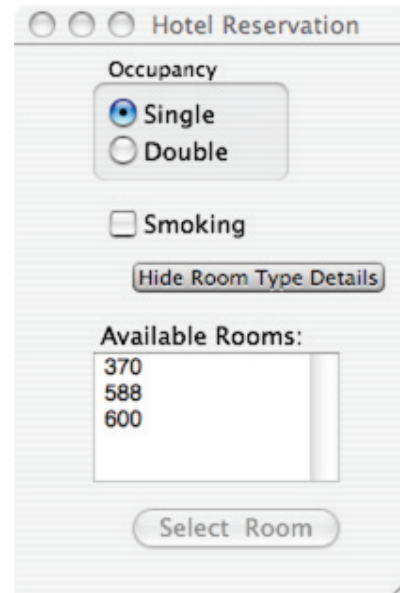 Hotel Reservation
Occupancy
Single
Double
Smoking
Hide Room Type Details
Available Rooms:
370
588
600
Select Room